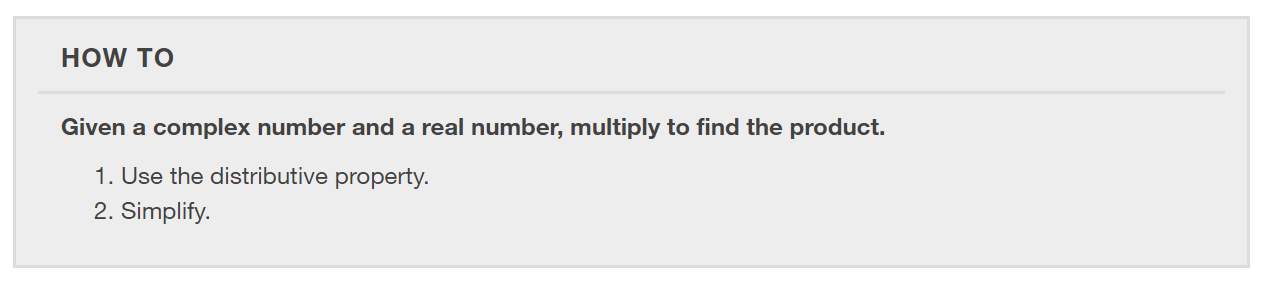 HOW TO
Given a complex number and a real number, multiply to find the product.
1. Use the distributive property.
2. Simplify.